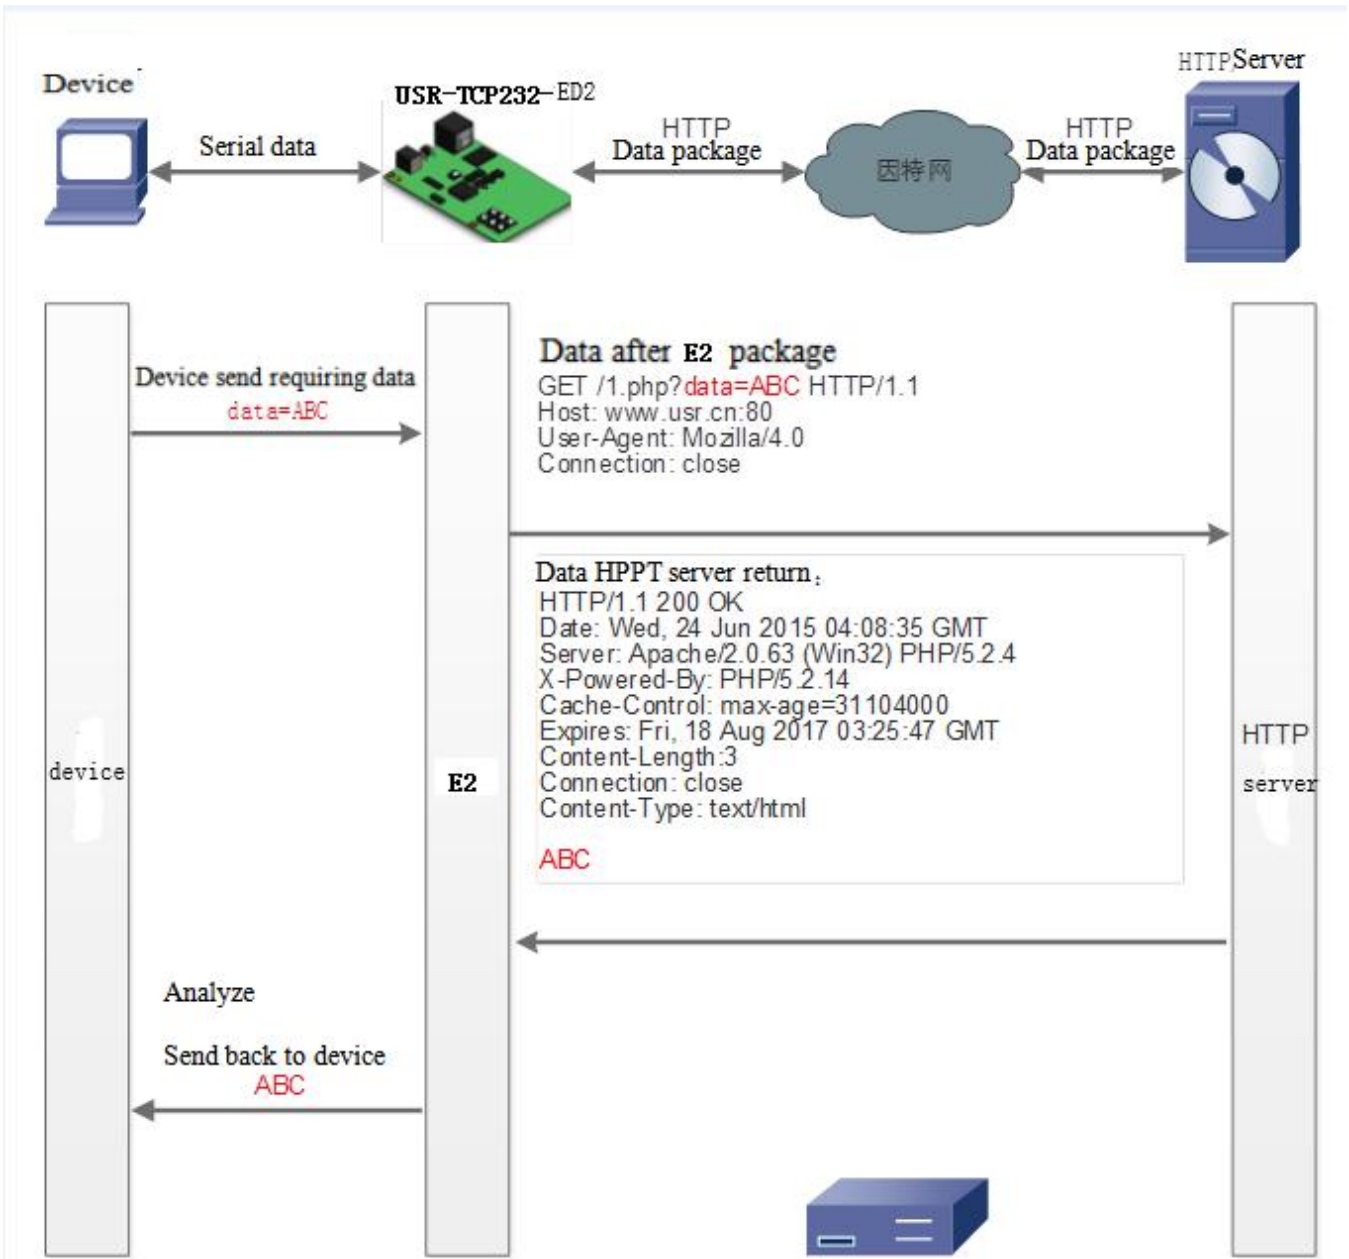 HTTPServer
Device
USR-TCP232-ED2
Serial data
HTTP
Data package
因特网
HTTP
Data package
Data after E2 package
GET /1.php?data=ABC HTTP/1.1
Host: www.usr.cn:80
User-Agent: Mozilla/4.0
Connection: close
Device send requiring data
data=ABC
Data HPPT server return:
HTTP/1.1 200 OK
Date: Wed, 24 Jun 2015 04:08:35 GMT
Server: Apache/2.0.63 (Win32) PHP/5.2.4
X-Powered-By: PHP/5.2.14
Cache-Control: max-age=31104000
Expires: Fri, 18 Aug 2017 03:25:47 GMT
Content-Length:3
Connection: close
Content-Type: text/html
ABC
device
E2
HTTP
server
Analyze
Send back to device
ABC